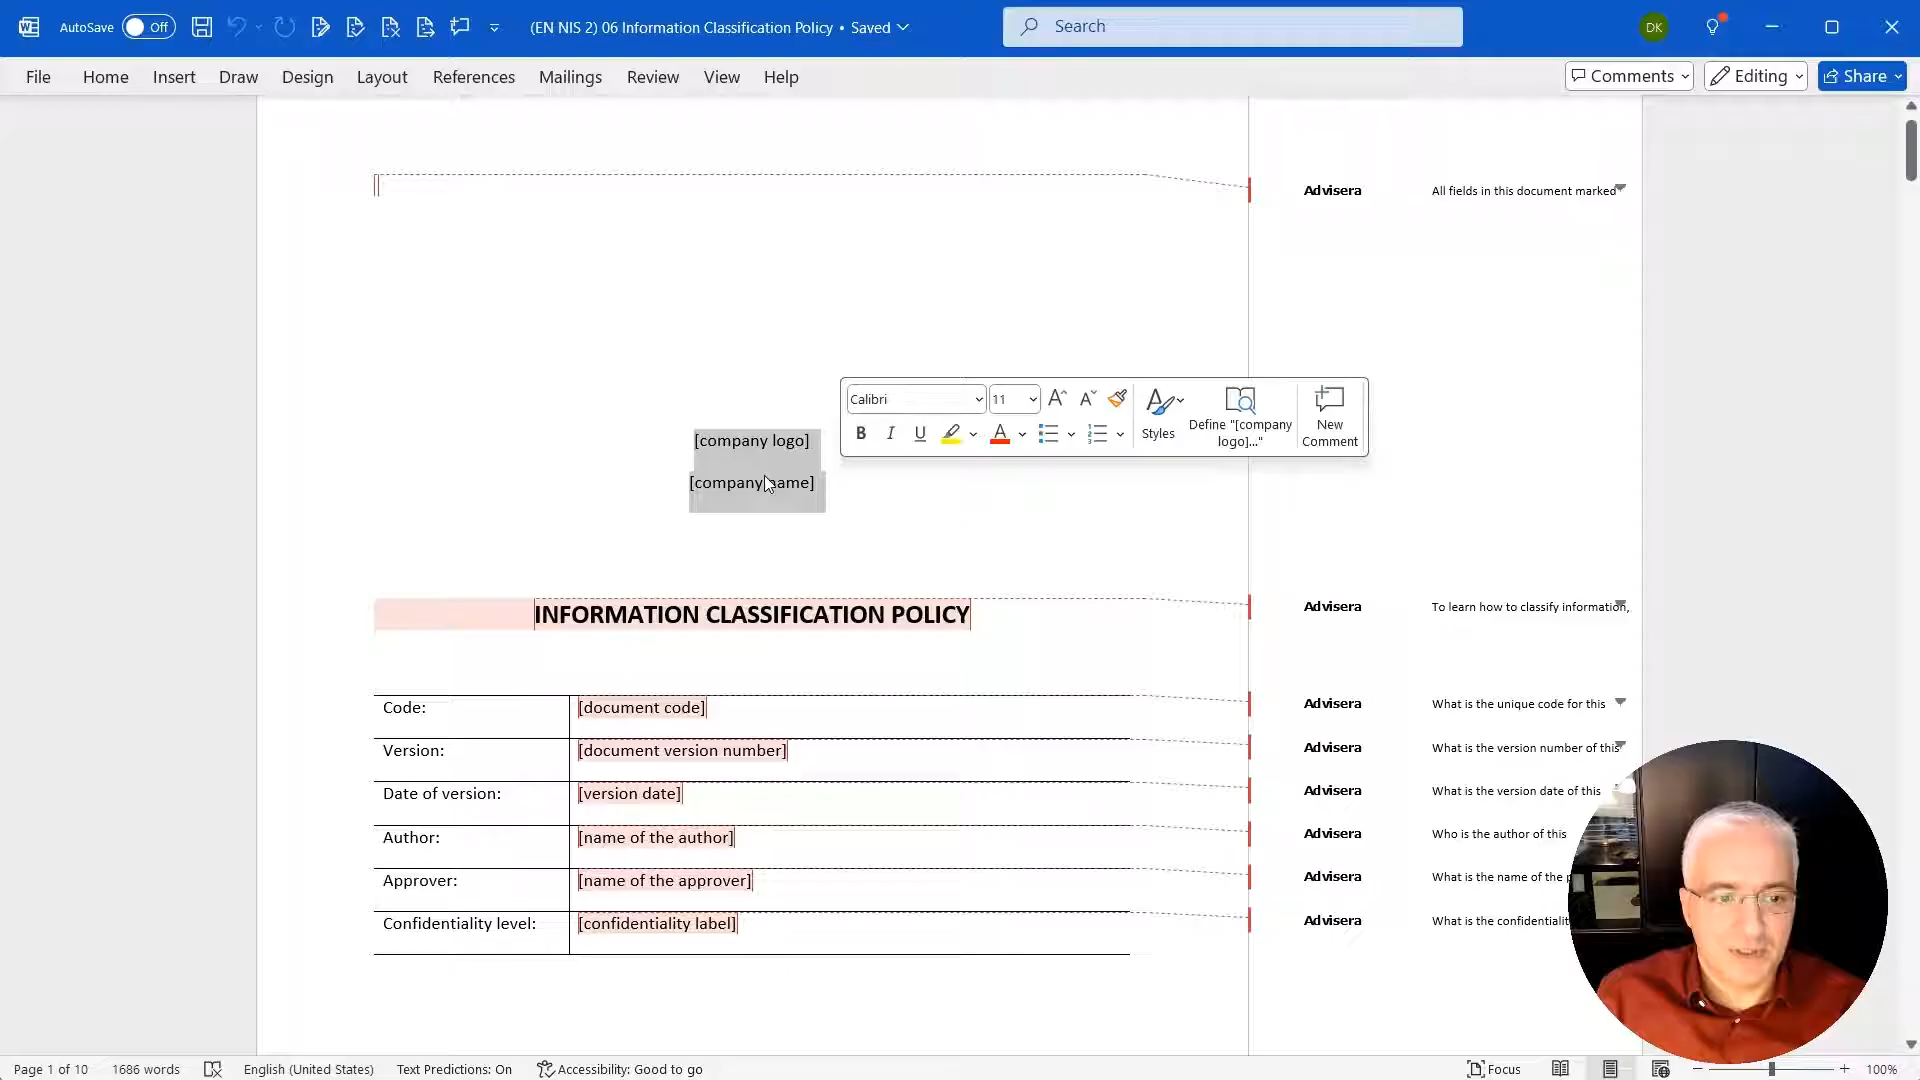 AutoSave Off (EN NIS 2) 06 Information Classification Policy • Saved Search DK
File Home Insert Draw Design Layout References Mailings Review View Help Comments Editing Share
Advisera All fields in this document marked
Calibri 11
B I U A Styles Define "[company logo]..." New Comment
[company logo]
[company name]
INFORMATION CLASSIFICATION POLICY
Advisera To learn how to classify information,
Code: [document code] Advisera What is the unique code for this
Version: [document version number] Advisera What is the version number of this
Date of version: [version date] Advisera What is the version date of this
Author: [name of the author] Advisera Who is the author of this
Approver: [name of the approver] Advisera What is the name of the
Confidentiality level: [confidentiality label] Advisera What is the
Page 1 of 10 1686 words English (United States) Text Predictions: On Accessibility: Good to go Focus 100%